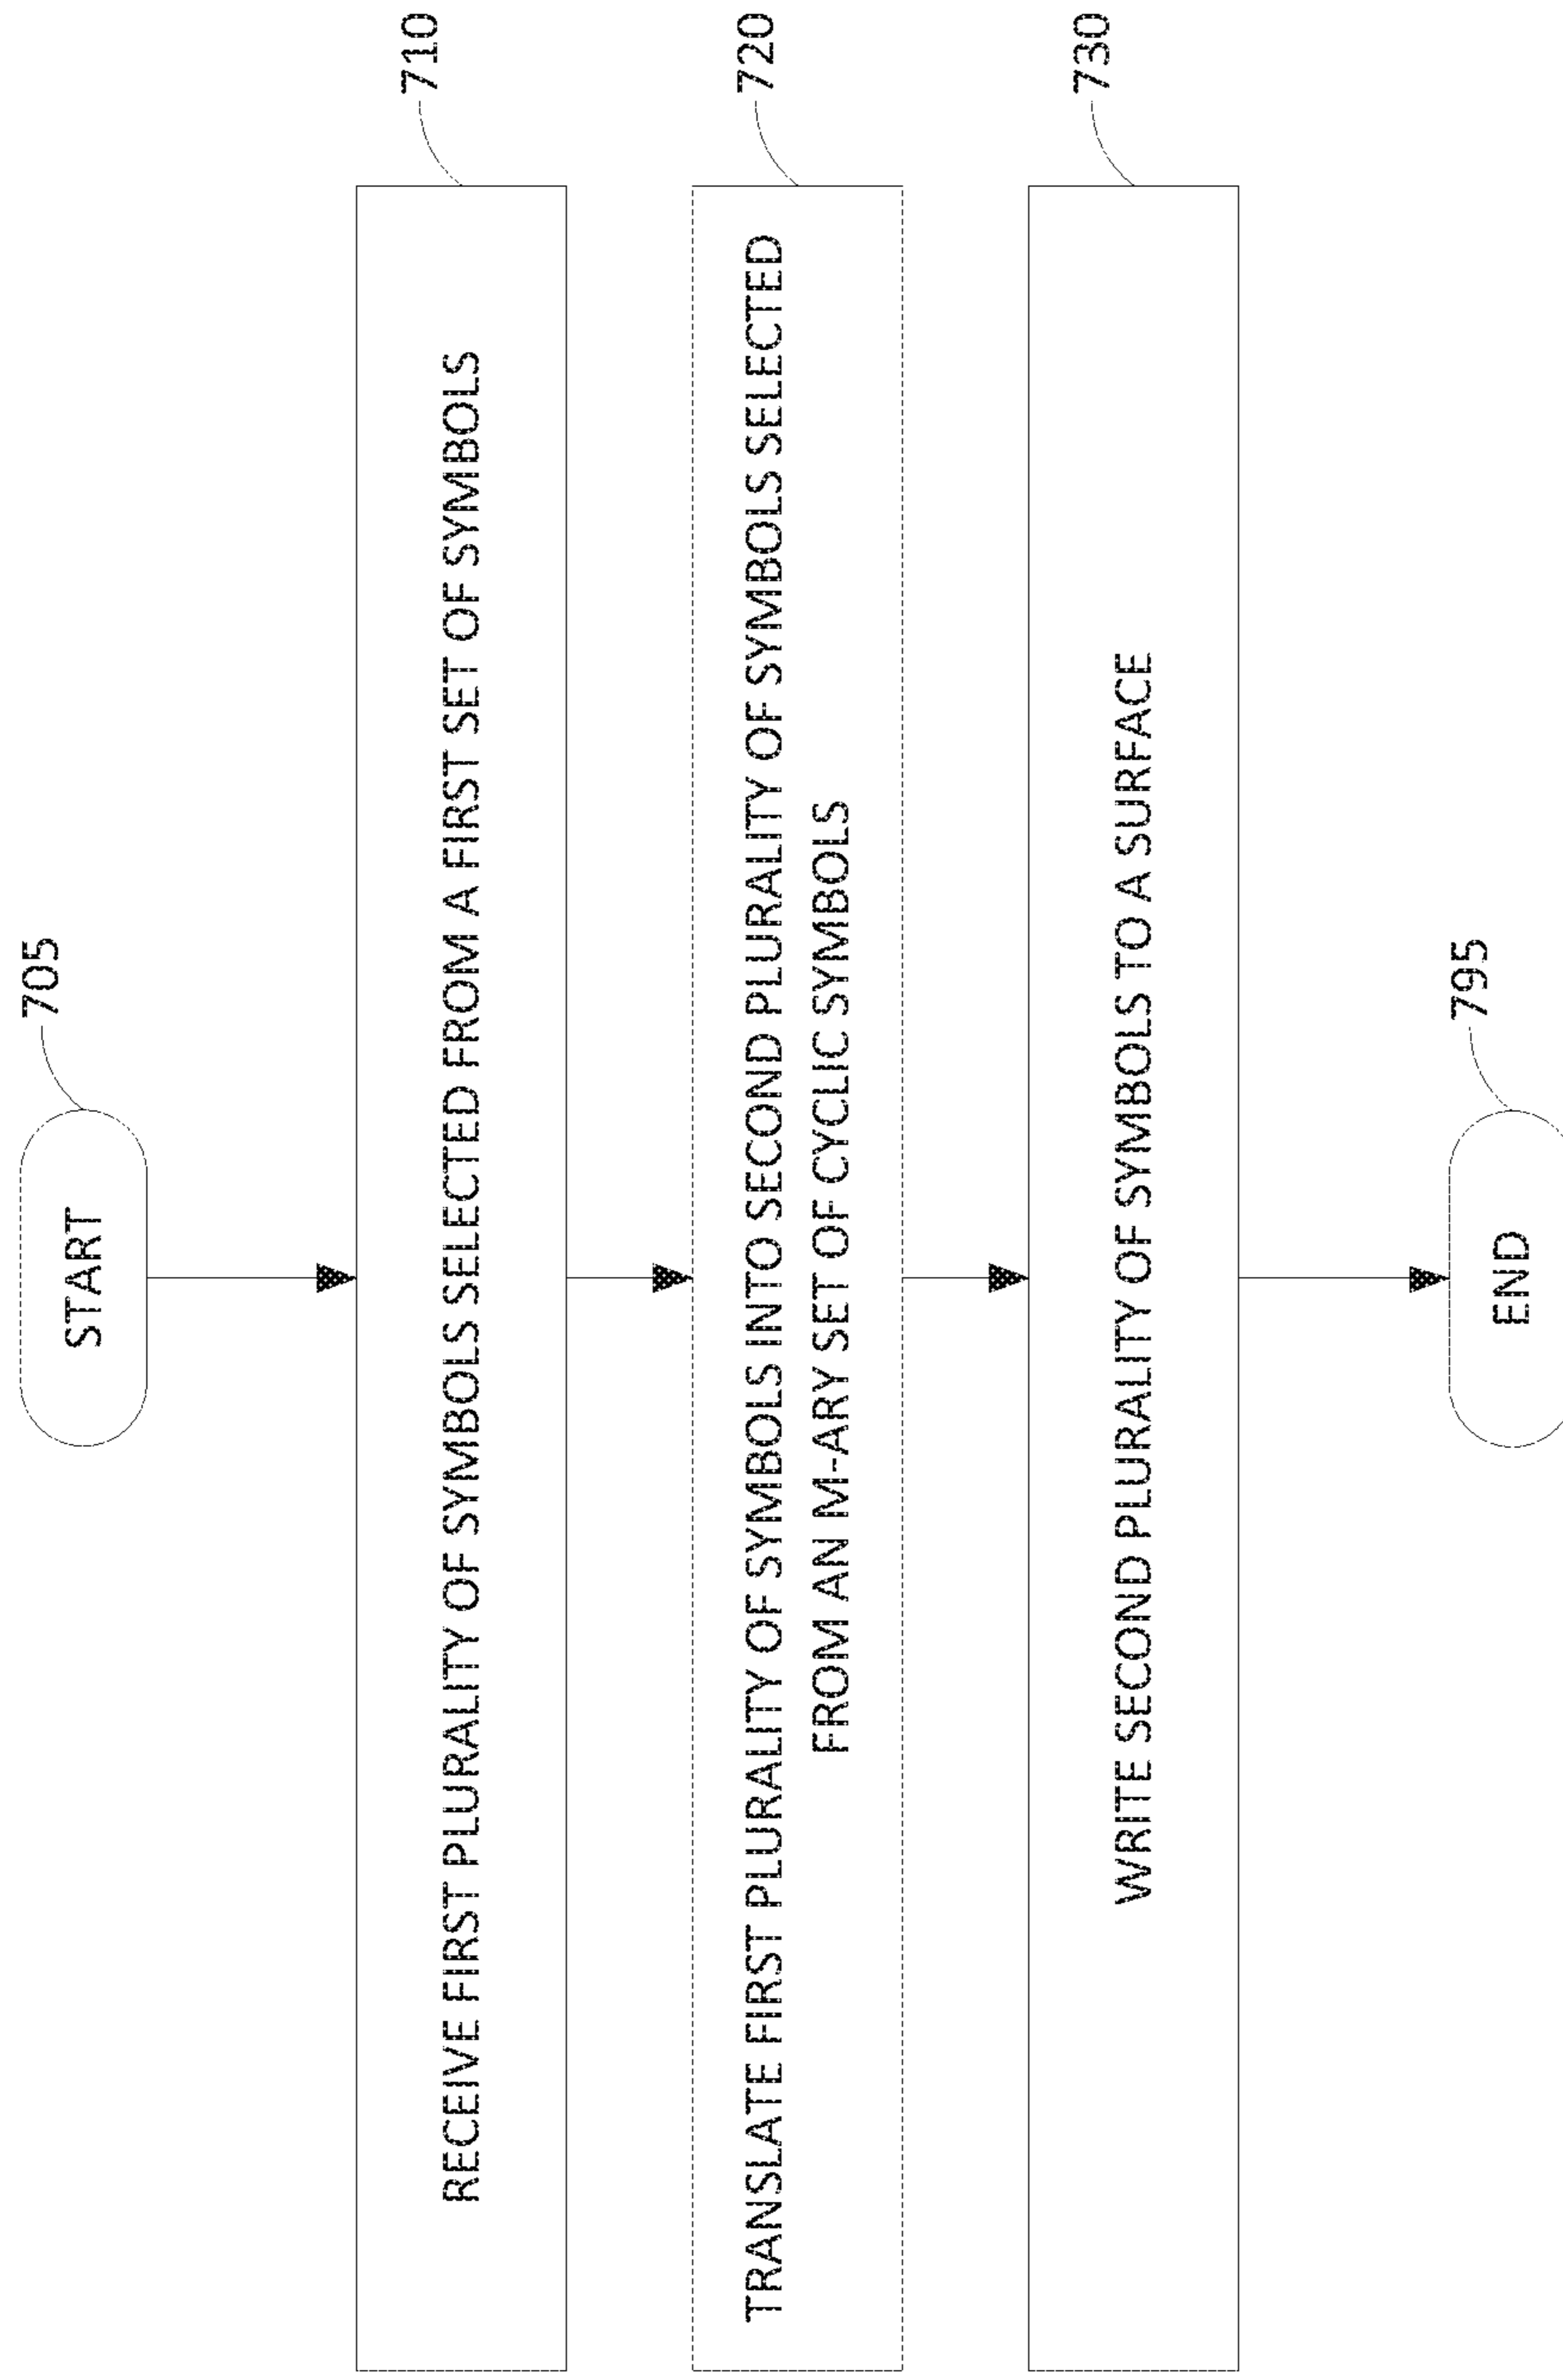 START
705
RECEIVE FIRST PLURALITY OF SYMBOLS SELECTED FROM A FIRST SET OF SYMBOLS
710
TRANSLATE FIRST PLURALITY OF SYMBOLS INTO SECOND PLURALITY OF SYMBOLS SELECTED
FROM AN M-ARY SET OF CYCLIC SYMBOLS
720
WRITE SECOND PLURALITY OF SYMBOLS TO A SURFACE
730
END
795